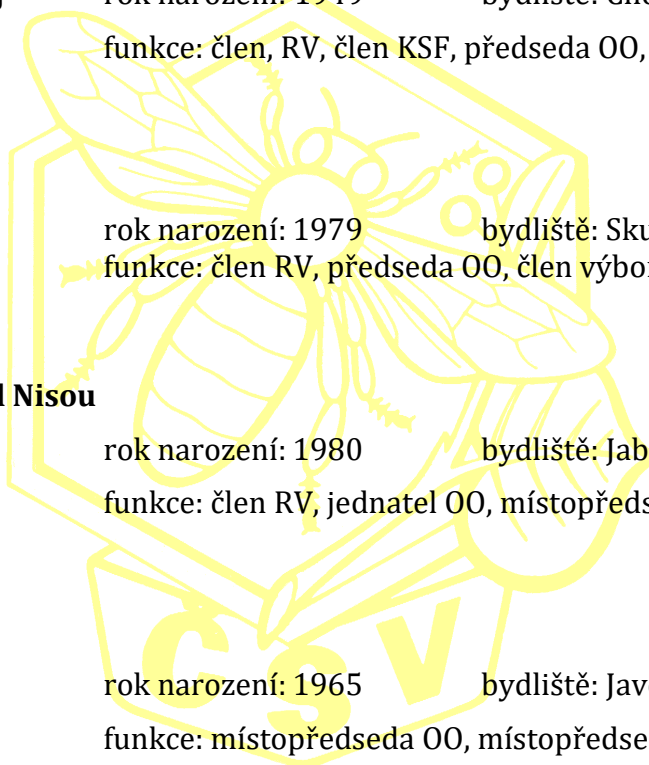 rok narození: 1949 bydliště:
funkce: člen, RV, člen KSF, předseda OO,
rok narození: 1979 bydliště: Sku
funkce: člen RV, předseda OO, člen výbor
Nisou
rok narození: 1980 bydliště: Jab
funkce: člen RV, jednatel OO, místopředs
rok narození: 1965 bydliště: Jav
funkce: místopředseda OO, místopředse
ČSV